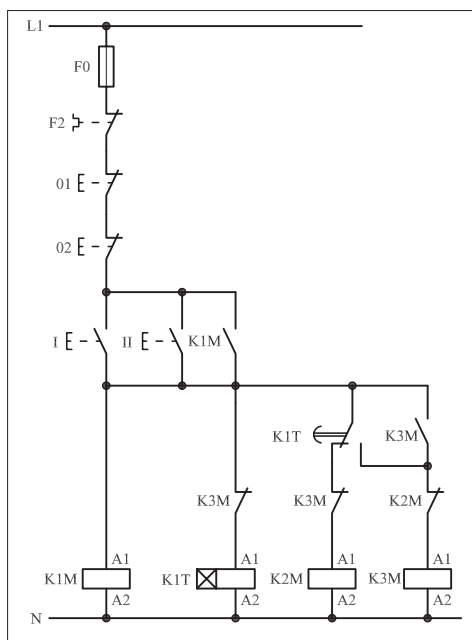 L1
F0
F2
01
02
I II K1M
K1T K3M
K3M K3M K2M
A1 A1 A1 A1
K1M K1T K2M K3M
A2 A2 A2 A2
N